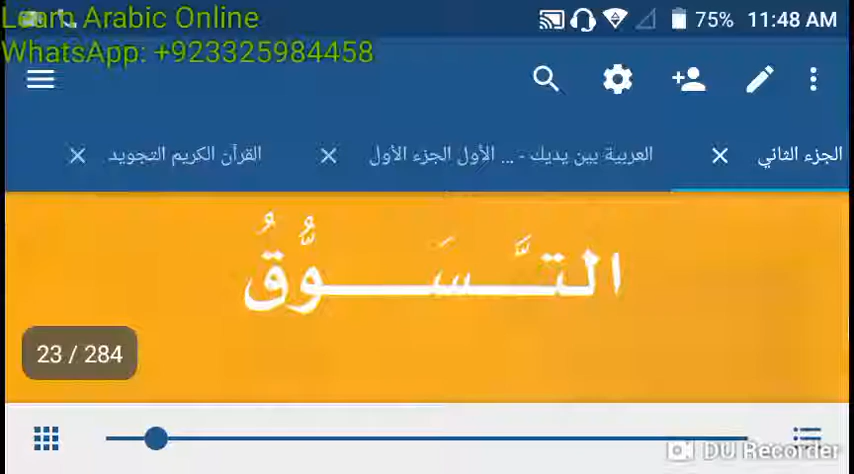 Learn Arabic Online
75% 11:48 AM
WhatsApp: +923325984458
الجزء الثاني
العربية بين يديك - ... الأول الجزء الأول
القرآن الكريم التجويد
التَّسَوُّقُ
23 / 284
DU Recorder